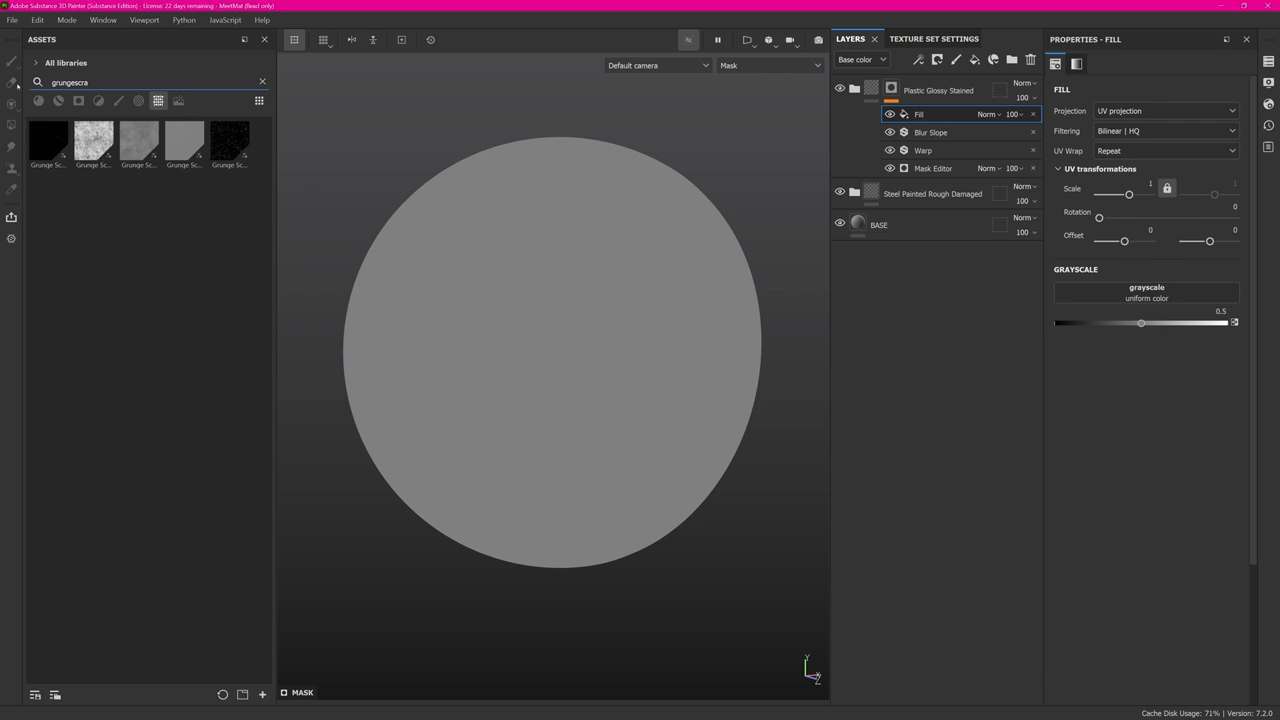 Adobe Substance 3D Painter (Substance Edition) - License: 22 days remaining - MeetMat (Read only)
File Edit Mode Window Viewport Python JavaScript Help
ASSETS
All libraries
grungescra
Grunge Sc... Grunge Sc... Grunge Sc... Grunge Sc... Grunge Sc...
Default camera
Mask
MASK
Y
Z
LAYERS
TEXTURE SET SETTINGS
Base color
Plastic Glossy Stained Norm 100
Fill Norm 100
Blur Slope
Warp
Mask Editor Norm 100
Steel Painted Rough Damaged Norm 100
BASE Norm 100
PROPERTIES - FILL
FILL
Projection UV projection
Filtering Bilinear | HQ
UV Wrap Repeat
UV transformations
Scale 1 1
Rotation 0
Offset 0 0
GRAYSCALE
grayscale
uniform color
0.5
Cache Disk Usage: 71% | Version: 7.2.0